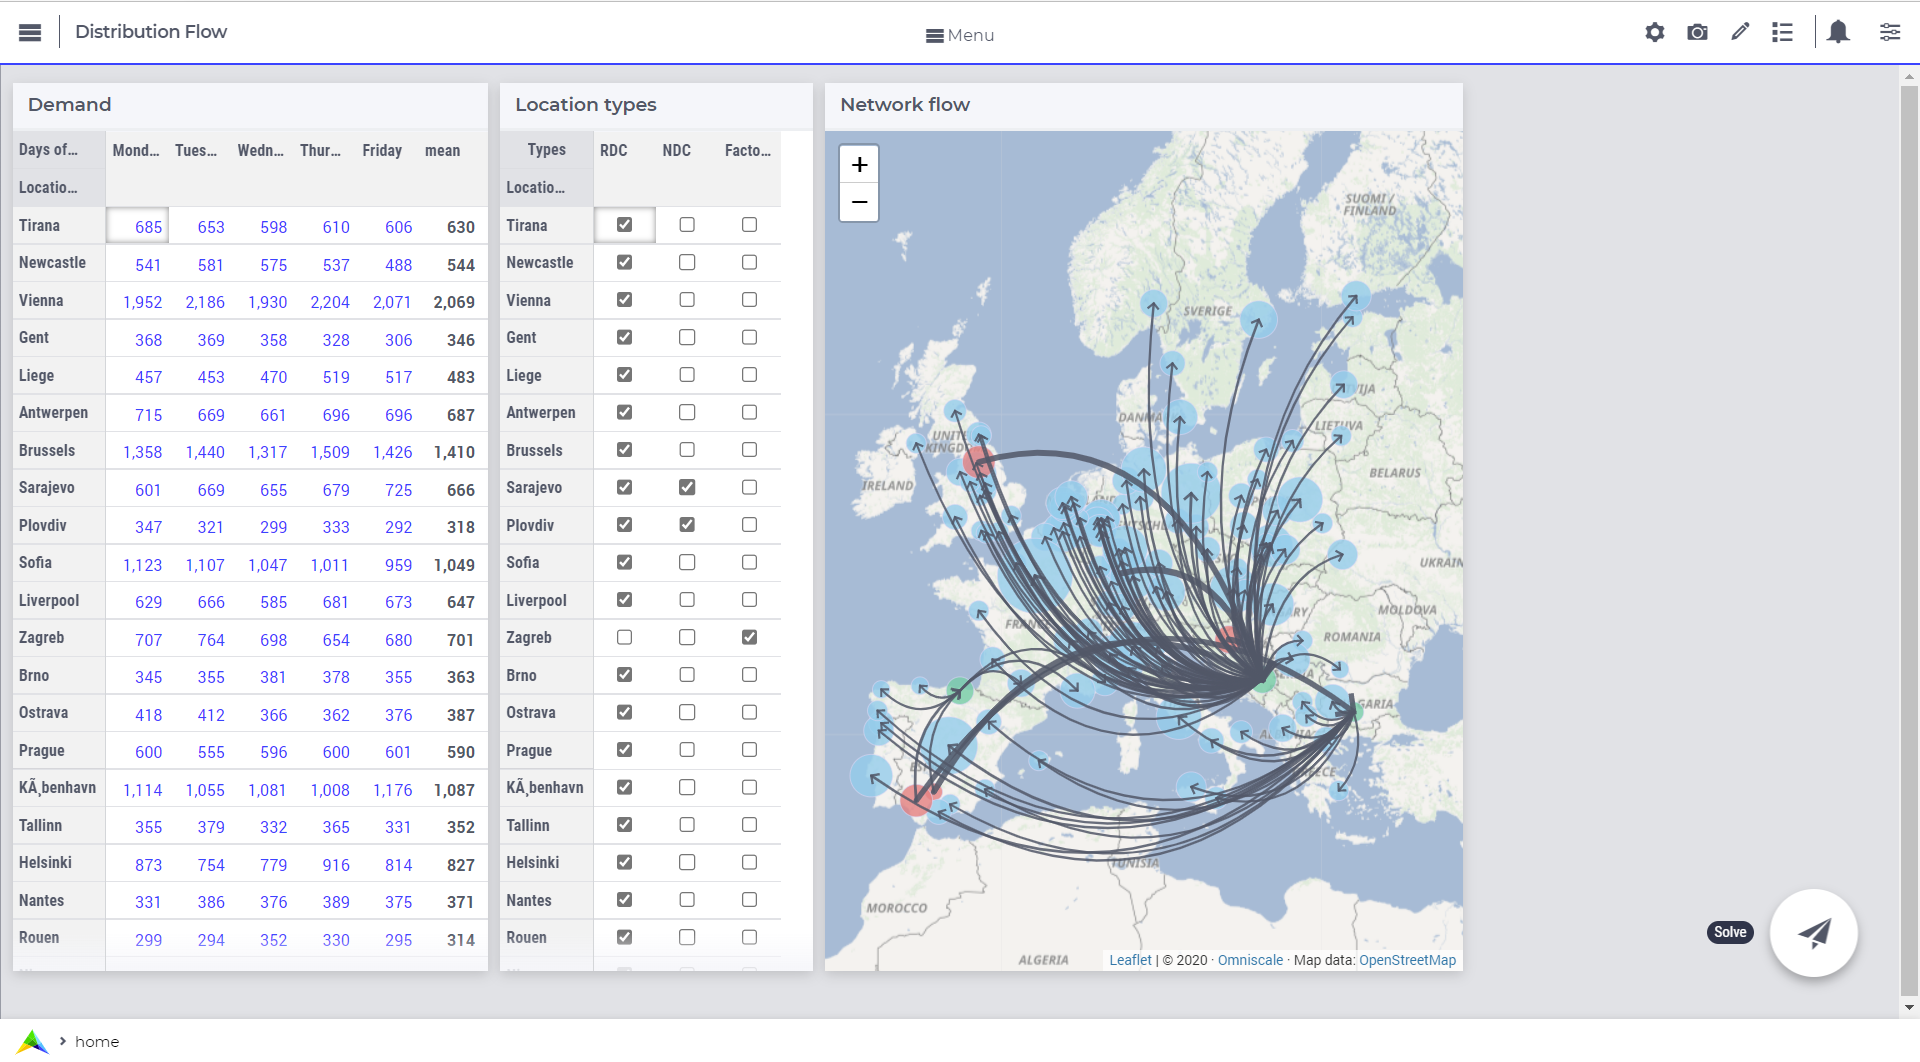 Distribution Flow
Menu
Demand
Days of... Mond... Tues... Wedn... Thur... Friday mean
Locatio...
Tirana 685 653 598 610 606 630
Newcastle 541 581 575 537 488 544
Vienna 1,952 2,186 1,930 2,204 2,071 2,069
Gent 368 369 358 328 306 346
Liege 457 453 470 519 517 483
Antwerpen 715 669 661 696 696 687
Brussels 1,358 1,440 1,317 1,509 1,426 1,410
Sarajevo 601 669 655 679 725 666
Plovdiv 347 321 299 333 292 318
Sofia 1,123 1,107 1,047 1,011 959 1,049
Liverpool 629 666 585 681 673 647
Zagreb 707 764 698 654 680 701
Brno 345 355 381 378 355 363
Ostrava 418 412 366 362 376 387
Prague 600 555 596 600 601 590
KÃ¸benhavn 1,114 1,055 1,081 1,008 1,176 1,087
Tallinn 355 379 332 365 331 352
Helsinki 873 754 779 916 814 827
Nantes 331 386 376 389 375 371
Rouen 299 294 352 330 295 314
Location types
Types RDC NDC Facto...
Locatio...
Tirana
Newcastle
Vienna
Gent
Liege
Antwerpen
Brussels
Sarajevo
Plovdiv
Sofia
Liverpool
Zagreb
Brno
Ostrava
Prague
KÃ¸benhavn
Tallinn
Helsinki
Nantes
Rouen
Network flow
+
−
SUOMI /
FINLAND
SVERIGE
DANMA
LIETUVA
BELARUS
UNITE
KINGDO
IRELAND
UKRAIN
MOLDOVA
ROMANIA
FRANCE
TUNISIA
MOROCCO
ALGERIA
Leaflet | © 2020 · Omniscale · Map data: OpenStreetMap
Solve
home